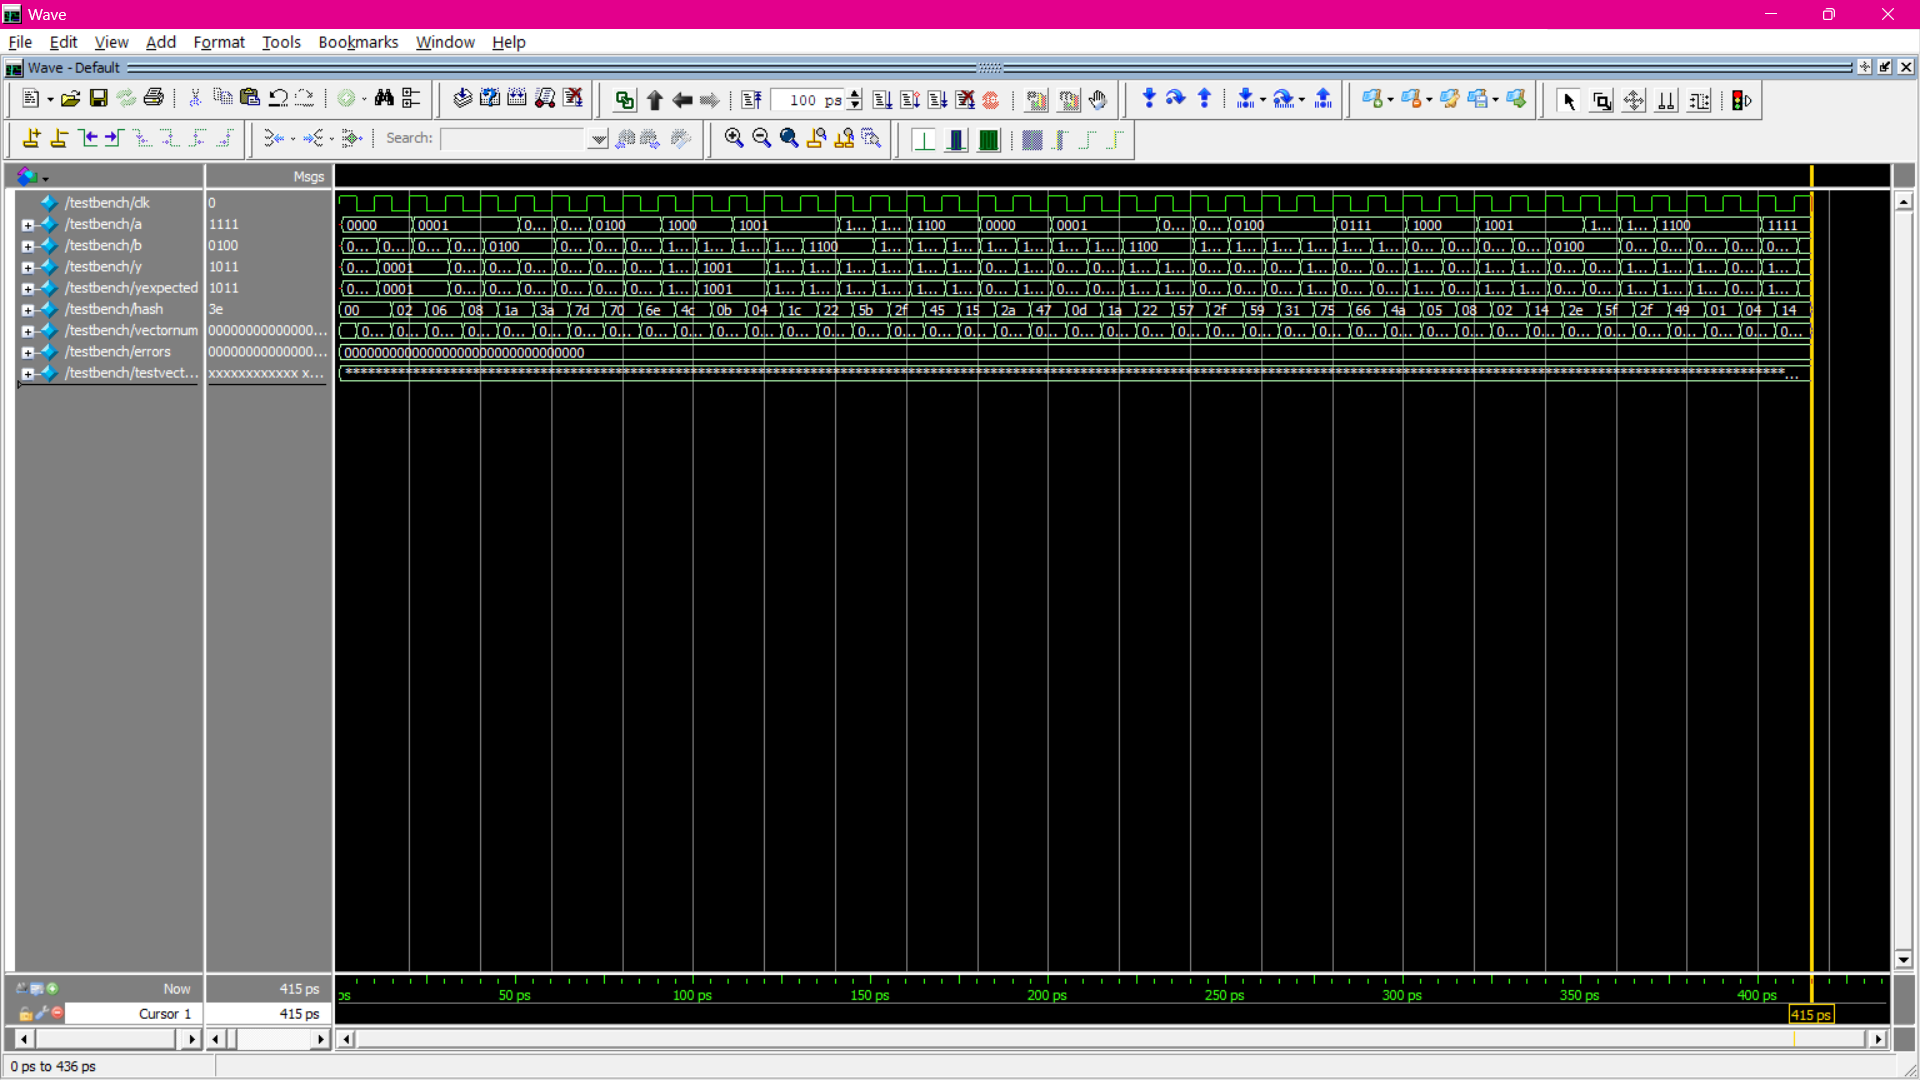 Wave
File Edit View Add Format Tools Bookmarks Window Help
Wave - Default
100 ps
Search:
Msgs
/testbench/clk 0
/testbench/a 1111 0000 0001 0... 0... 0100 1000 1001 1... 1... 1100 0000 0001 0... 0... 0100 0111 1000 1001 1... 1... 1100 1111
/testbench/b 0100 0... 0... 0... 0... 0100 0... 0... 0... 1... 1... 1... 1... 1100 1... 1... 1... 1... 1... 1... 1... 1100 1... 1... 1... 1... 1... 1... 0... 0... 0... 0... 0100 0... 0... 0... 0... 0...
/testbench/y 1011 0... 0001 0... 0... 0... 0... 0... 0... 1... 1001 1... 1... 1... 1... 1... 1... 0... 1... 0... 0... 1... 1... 0... 0... 0... 1... 0... 0... 1... 0... 1... 1... 0... 0... 1... 1... 1... 0... 1...
/testbench/yexpected 1011 0... 0001 0... 0... 0... 0... 0... 0... 1... 1001 1... 1... 1... 1... 1... 1... 0... 1... 0... 0... 1... 1... 0... 0... 0... 1... 0... 0... 1... 0... 1... 1... 0... 0... 1... 1... 1... 0... 1...
/testbench/hash 3e 00 02 06 08 1a 3a 7d 70 6e 4c 0b 04 1c 22 5b 2f 45 15 2a 47 0d 1a 22 57 2f 59 31 75 66 4a 05 08 02 14 2e 5f 2f 49 01 04 14
/testbench/vectornum 00000000000000... 0... 0... 0... 0... 0... 0... 0... 0... 0... 0... 0... 0... 0... 0... 0... 0... 0... 0... 0... 0... 0... 0... 0... 0... 0... 0... 0... 0... 0... 0... 0... 0... 0... 0... 0... 0... 0... 0... 0... 0... 0...
/testbench/errors 00000000000000... 00000000000000000000000000000000
/testbench/testvect... xxxxxxxxxxxx x...
Now 415 ps
ps 50 ps 100 ps 150 ps 200 ps 250 ps 300 ps 350 ps 400 ps
Cursor 1 415 ps 415 ps
0 ps to 436 ps